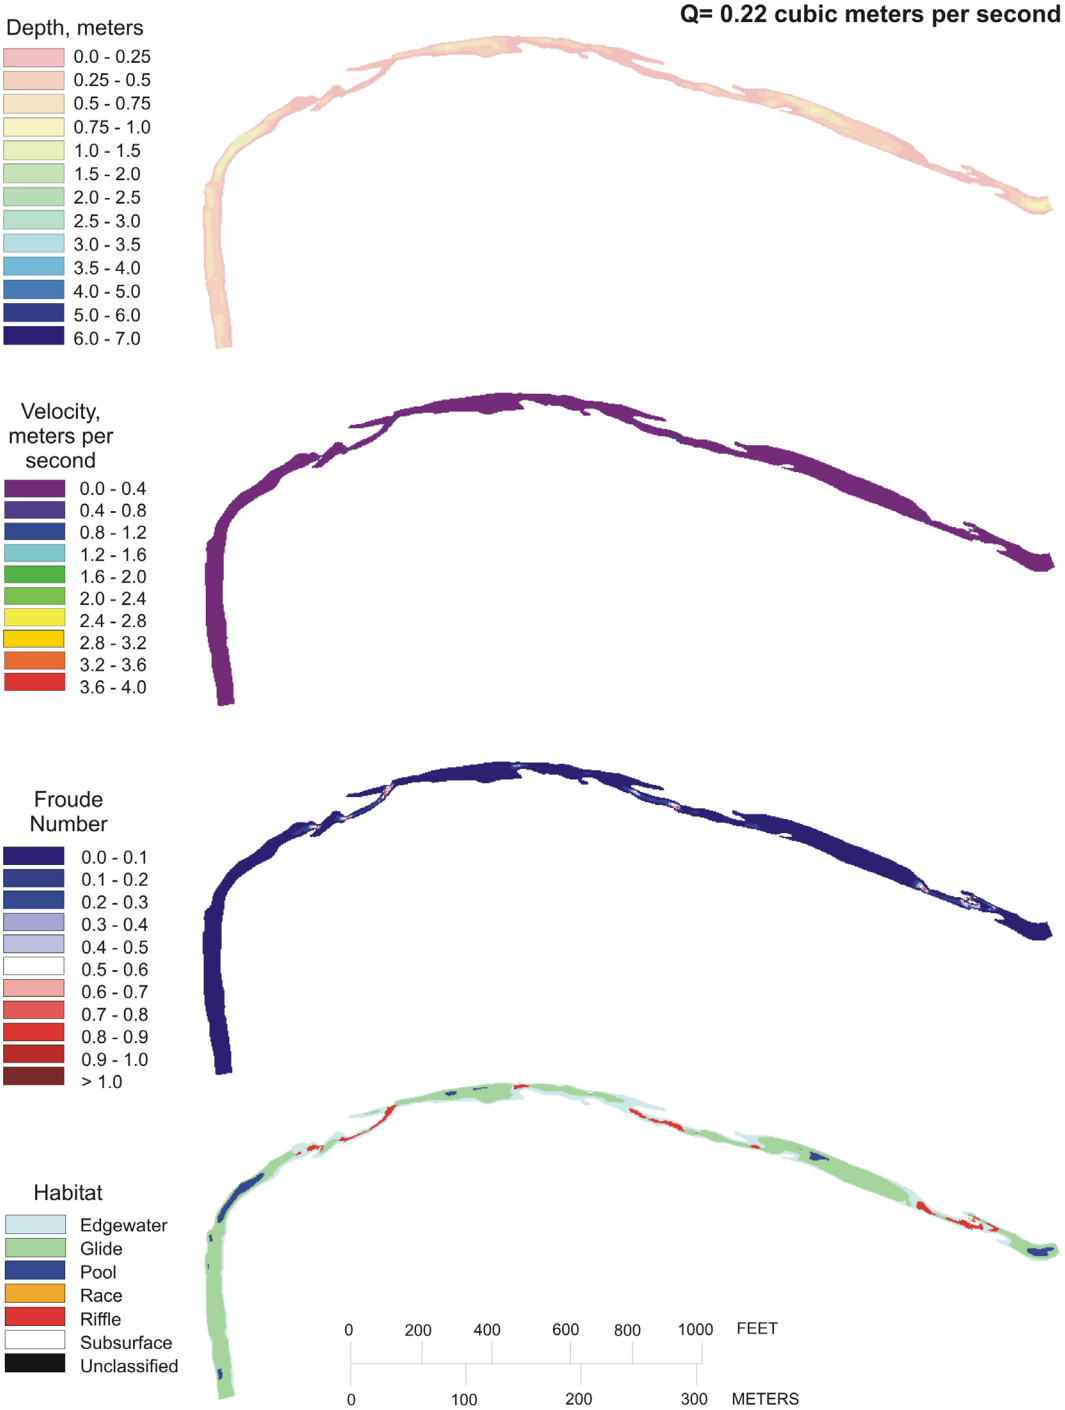 Q= 0.22 cubic meters per second
Depth, meters
0.0 - 0.25
0.25 - 0.5
0.5 - 0.75
0.75 - 1.0
1.0 - 1.5
1.5 - 2.0
2.0 - 2.5
2.5 - 3.0
3.0 - 3.5
3.5 - 4.0
4.0 - 5.0
5.0 - 6.0
6.0 - 7.0
Velocity,
meters per
second
0.0 - 0.4
0.4 - 0.8
0.8 - 1.2
1.2 - 1.6
1.6 - 2.0
2.0 - 2.4
2.4 - 2.8
2.8 - 3.2
3.2 - 3.6
3.6 - 4.0
Froude
Number
0.0 - 0.1
0.1 - 0.2
0.2 - 0.3
0.3 - 0.4
0.4 - 0.5
0.5 - 0.6
0.6 - 0.7
0.7 - 0.8
0.8 - 0.9
0.9 - 1.0
> 1.0
Habitat
Edgewater
Glide
Pool
Race
Riffle
Subsurface
Unclassified
0 200 400 600 800 1000 FEET
0 100 200 300 METERS